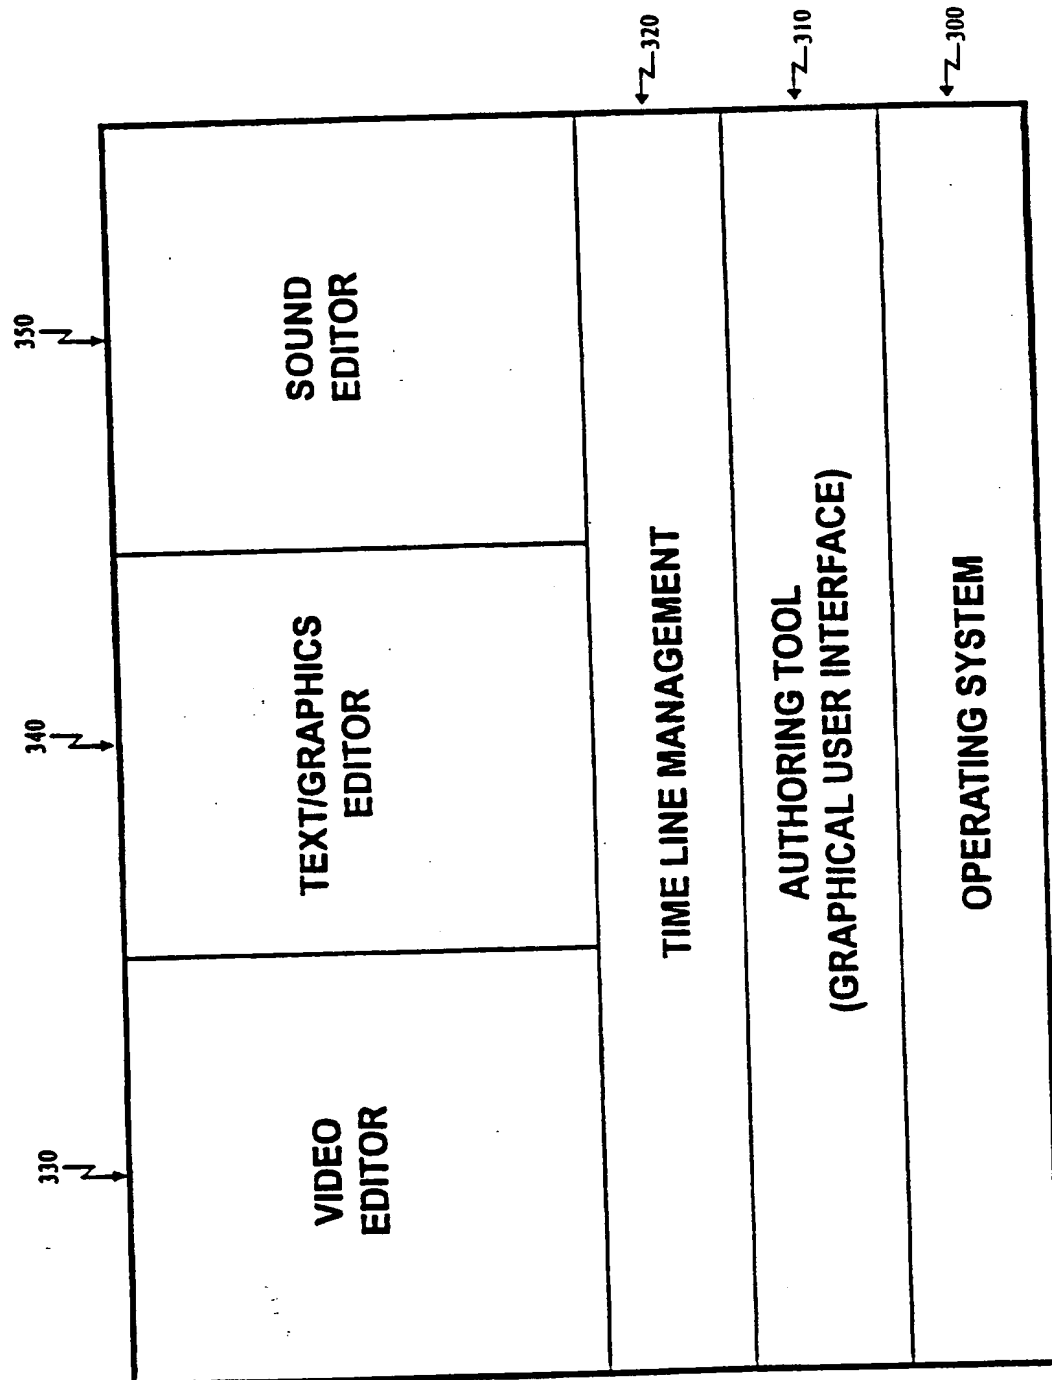 330
340
350
VIDEO
EDITOR
TEXT/GRAPHICS
EDITOR
SOUND
EDITOR
TIME LINE MANAGEMENT
320
AUTHORING TOOL
(GRAPHICAL USER INTERFACE)
310
OPERATING SYSTEM
300